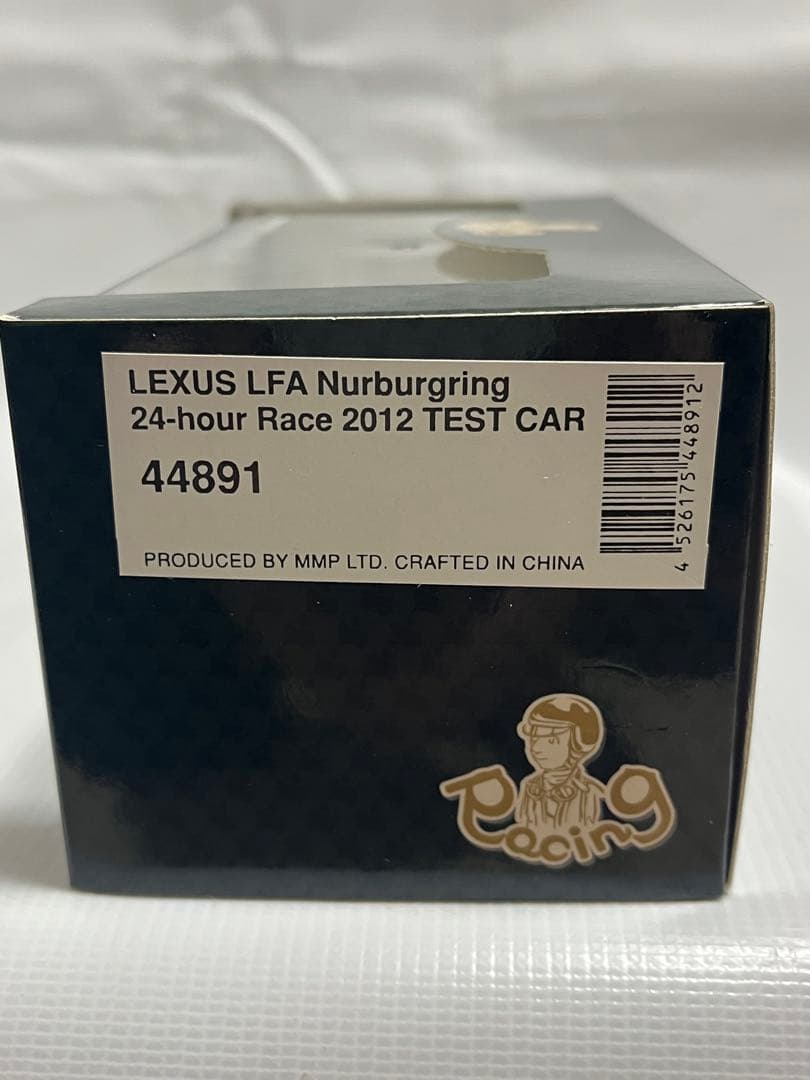 LEXUS LFA Nurburgring
24-hour Race 2012 TEST CAR
44891
PRODUCED BY MMP LTD. CRAFTED IN CHINA
4 526175 448912
Racing